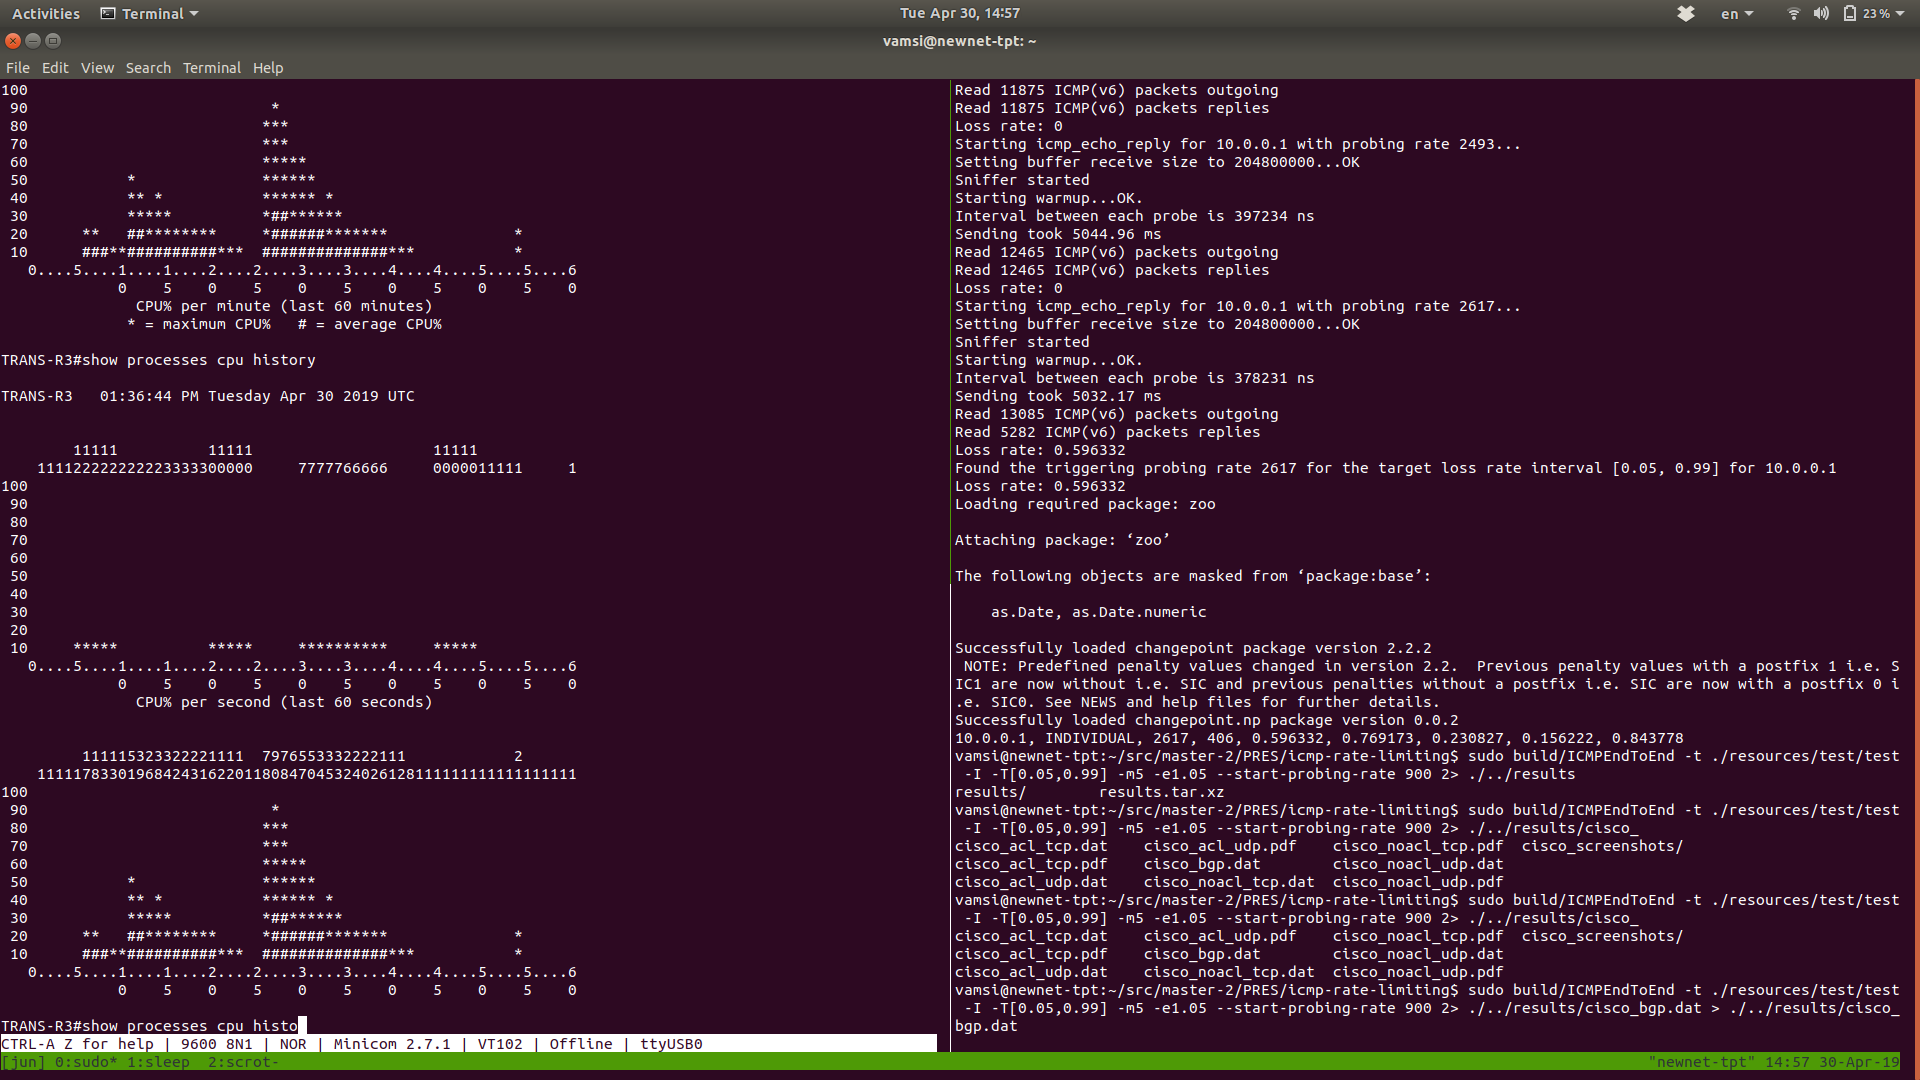 Activities Terminal Tue Apr 30, 14:57 en 23%
vamsi@newnet-tpt: ~
File Edit View Search Terminal Help
100
 90                           *
 80                          ***
 70                          ***
 60                          *****
 50           *              ******
 40           ** *           ****** *
 30           *****          *##******
 20      **   ##********     *######*******              *
 10      ###**##########***  ##############***           *
   0....5....1....1....2....2....3....3....4....4....5....5....6
             0    5    0    5    0    5    0    5    0    5    0
               CPU% per minute (last 60 minutes)
              * = maximum CPU%   # = average CPU%
TRANS-R3#show processes cpu history
TRANS-R3   01:36:44 PM Tuesday Apr 30 2019 UTC
        11111          11111                    11111
    111122222222223333300000     7777766666     0000011111     1
100
 90
 80
 70
 60
 50
 40
 30
 20
 10     *****          *****     **********     *****
   0....5....1....1....2....2....3....3....4....4....5....5....6
             0    5    0    5    0    5    0    5    0    5    0
               CPU% per second (last 60 seconds)
         111115323322221111  7976553332222111            2
    111117833019684243162201180847045324026128111111111111111111
100
 90                           *
 80                          ***
 70                          ***
 60                          *****
 50           *              ******
 40           ** *           ****** *
 30           *****          *##******
 20      **   ##********     *######*******              *
 10      ###**##########***  ##############***           *
   0....5....1....1....2....2....3....3....4....4....5....5....6
             0    5    0    5    0    5    0    5    0    5    0
TRANS-R3#show processes cpu histo
CTRL-A Z for help | 9600 8N1 | NOR | Minicom 2.7.1 | VT102 | Offline | ttyUSB0
Read 11875 ICMP(v6) packets outgoing
Read 11875 ICMP(v6) packets replies
Loss rate: 0
Starting icmp_echo_reply for 10.0.0.1 with probing rate 2493...
Setting buffer receive size to 204800000...OK
Sniffer started
Starting warmup...OK.
Interval between each probe is 397234 ns
Sending took 5044.96 ms
Read 12465 ICMP(v6) packets outgoing
Read 12465 ICMP(v6) packets replies
Loss rate: 0
Starting icmp_echo_reply for 10.0.0.1 with probing rate 2617...
Setting buffer receive size to 204800000...OK
Sniffer started
Starting warmup...OK.
Interval between each probe is 378231 ns
Sending took 5032.17 ms
Read 13085 ICMP(v6) packets outgoing
Read 5282 ICMP(v6) packets replies
Loss rate: 0.596332
Found the triggering probing rate 2617 for the target loss rate interval [0.05, 0.99] for 10.0.0.1
Loss rate: 0.596332
Loading required package: zoo
Attaching package: ‘zoo’
The following objects are masked from ‘package:base’:
    as.Date, as.Date.numeric
Successfully loaded changepoint package version 2.2.2
 NOTE: Predefined penalty values changed in version 2.2.  Previous penalty values with a postfix 1 i.e. S
IC1 are now without i.e. SIC and previous penalties without a postfix i.e. SIC are now with a postfix 0 i
.e. SIC0. See NEWS and help files for further details.
Successfully loaded changepoint.np package version 0.0.2
10.0.0.1, INDIVIDUAL, 2617, 406, 0.596332, 0.769173, 0.230827, 0.156222, 0.843778
vamsi@newnet-tpt:~/src/master-2/PRES/icmp-rate-limiting$ sudo build/ICMPEndToEnd -t ./resources/test/test
 -I -T[0.05,0.99] -m5 -e1.05 --start-probing-rate 900 2> ./../results
results/        results.tar.xz
vamsi@newnet-tpt:~/src/master-2/PRES/icmp-rate-limiting$ sudo build/ICMPEndToEnd -t ./resources/test/test
 -I -T[0.05,0.99] -m5 -e1.05 --start-probing-rate 900 2> ./../results/cisco_
cisco_acl_tcp.dat    cisco_acl_udp.pdf    cisco_noacl_tcp.pdf  cisco_screenshots/
cisco_acl_tcp.pdf    cisco_bgp.dat        cisco_noacl_udp.dat
cisco_acl_udp.dat    cisco_noacl_tcp.dat  cisco_noacl_udp.pdf
vamsi@newnet-tpt:~/src/master-2/PRES/icmp-rate-limiting$ sudo build/ICMPEndToEnd -t ./resources/test/test
 -I -T[0.05,0.99] -m5 -e1.05 --start-probing-rate 900 2> ./../results/cisco_
cisco_acl_tcp.dat    cisco_acl_udp.pdf    cisco_noacl_tcp.pdf  cisco_screenshots/
cisco_acl_tcp.pdf    cisco_bgp.dat        cisco_noacl_udp.dat
cisco_acl_udp.dat    cisco_noacl_tcp.dat  cisco_noacl_udp.pdf
vamsi@newnet-tpt:~/src/master-2/PRES/icmp-rate-limiting$ sudo build/ICMPEndToEnd -t ./resources/test/test
 -I -T[0.05,0.99] -m5 -e1.05 --start-probing-rate 900 2> ./../results/cisco_bgp.dat > ./../results/cisco_
bgp.dat
[jun] 0:sudo* 1:sleep  2:scrot- "newnet-tpt" 14:57 30-Apr-19